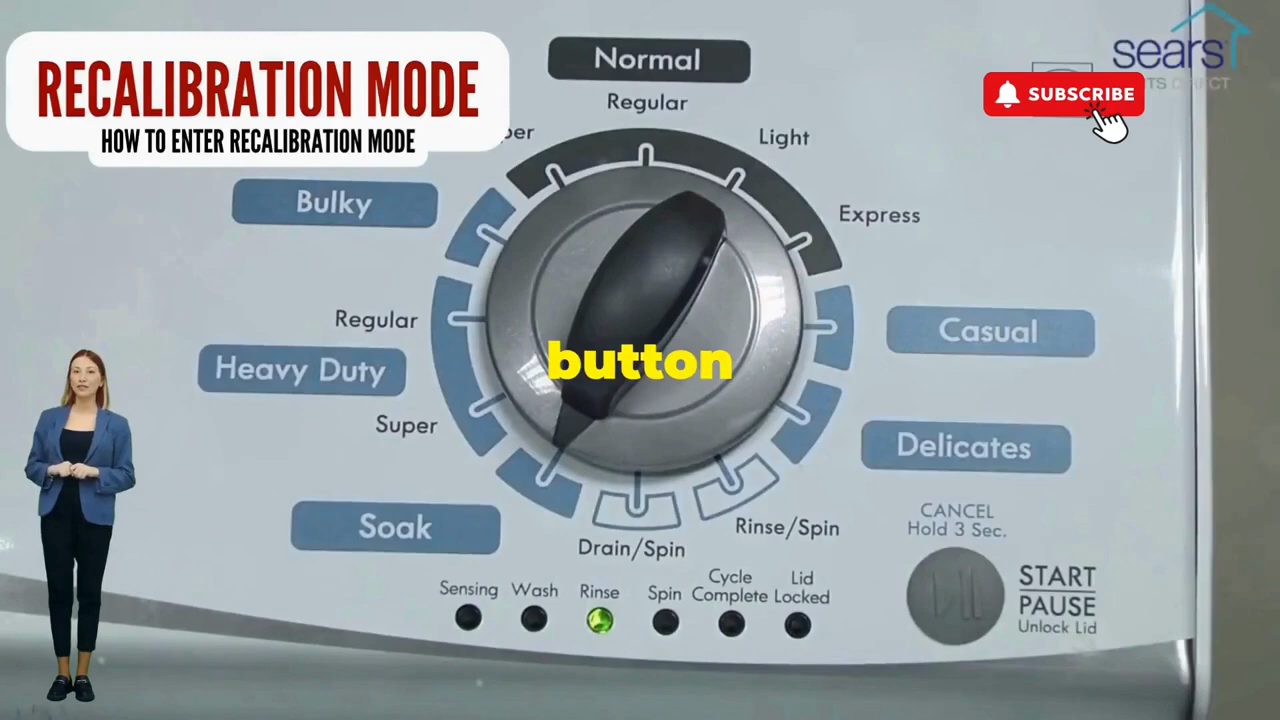 RECALIBRATION MODE
HOW TO ENTER RECALIBRATION MODE
sears
SUBSCRIBE
Normal
Regular
Light
Express
Bulky
Regular
Heavy Duty
Super
Soak
Casual
Delicates
button
Rinse/Spin
Drain/Spin
CANCEL
Hold 3 Sec.
Sensing
Wash
Rinse
Spin
Cycle
Complete
Lid
Locked
START
PAUSE
Unlock Lid